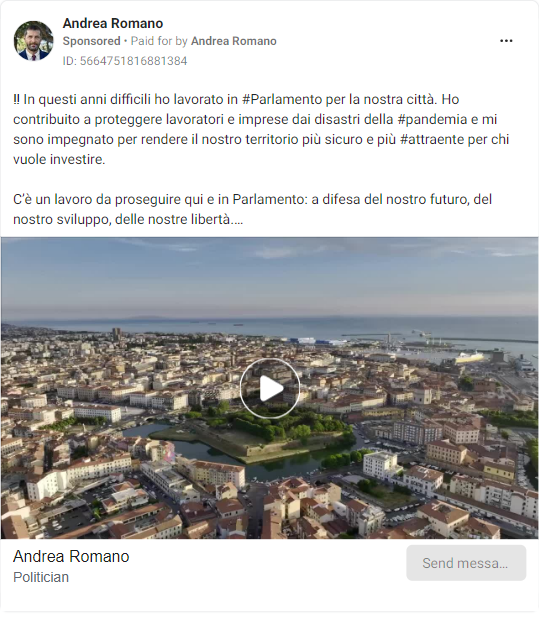 Andrea Romano
Sponsored • Paid for by Andrea Romano
ID: 5664751816881384
‼ In questi anni difficili ho lavorato in #Parlamento per la nostra città. Ho
contribuito a proteggere lavoratori e imprese dai disastri della #pandemia e mi
sono impegnato per rendere il nostro territorio più sicuro e più #attraente per chi
vuole investire.
C'è un lavoro da proseguire qui e in Parlamento: a difesa del nostro futuro, del
nostro sviluppo, delle nostre libertà....
Andrea Romano
Politician
Send messa...